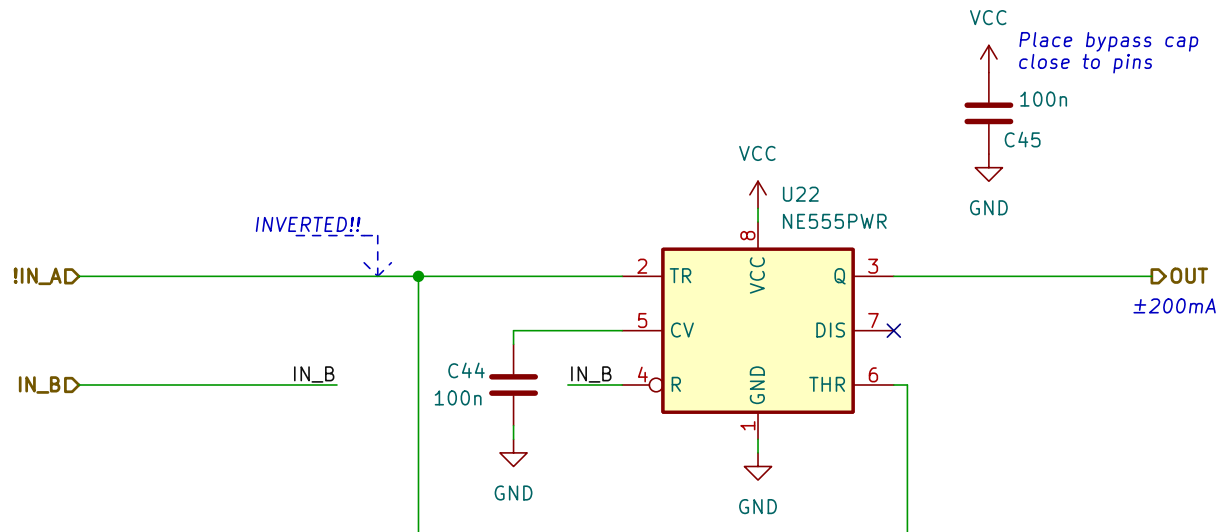 VCC
Place bypass cap
close to pins
100n
C45
GND
VCC
U22
NE555PWR
INVERTED!!
!IN_A
8
2
TR
VCC
Q
3
OUT
±200mA
5
CV
DIS
7
IN_B
IN_B
C44
100n
IN_B
4
R
GND
THR
6
1
GND
GND